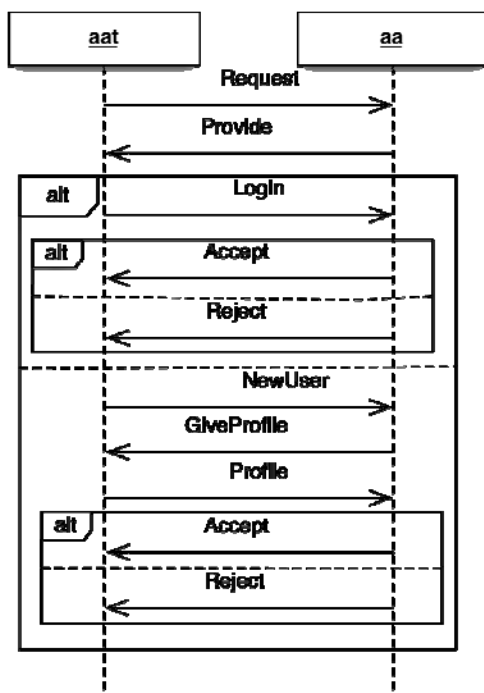 aat
aa
Request
Provide
alt
Login
alt
Accept
Reject
NewUser
GiveProfile
Profile
alt
Accept
Reject